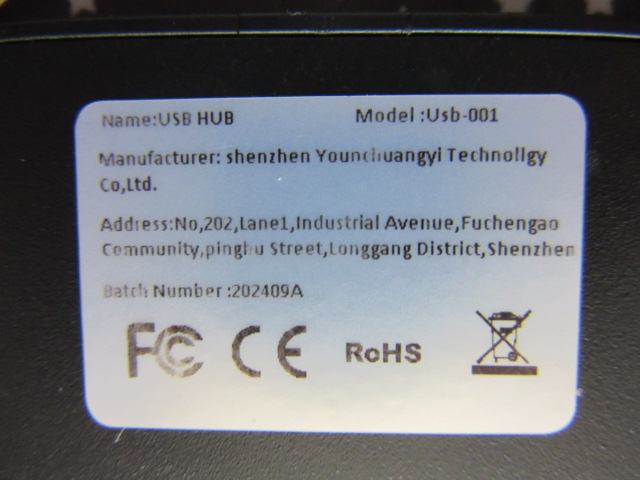 Name:USB HUB Model :Usb-001
Manufacturer: shenzhen Younchuangyi Technollgy
Co,Ltd.
Address:No,202,Lane1,Industrial Avenue,Fuchengao
Community,pinghu Street,Longgang District,Shenzhen
Batch Number :202409A
FC CE RoHS